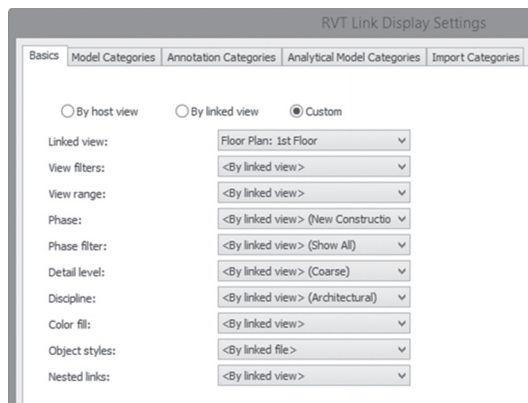 RVT Link Display Settings
Basics Model Categories Annotation Categories Analytical Model Categories Import Categories
By host view By linked view Custom
Linked view: Floor Plan: 1st Floor
View filters: <By linked view>
View range: <By linked view>
Phase: <By linked view> (New Constructio
Phase filter: <By linked view> (Show All)
Detail level: <By linked view> (Coarse)
Discipline: <By linked view> (Architectural)
Color fill: <By linked view>
Object styles: <By linked file>
Nested links: <By linked view>